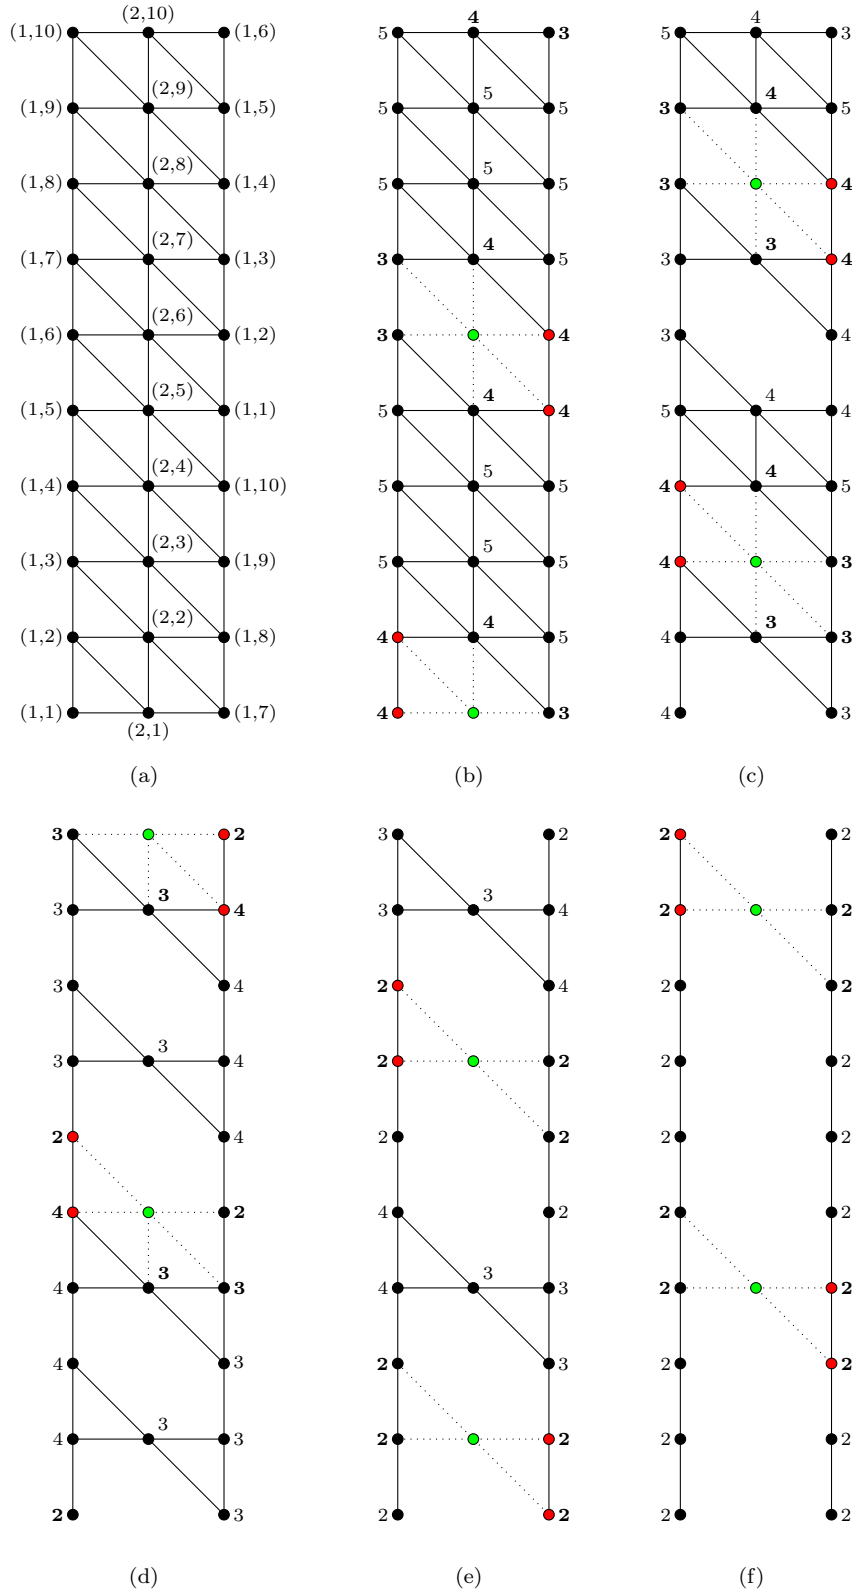 (2,10) 4 4
(1,10) (1,6) 5 3 5 3
(2,9) 5 4
(1,9) (1,5) 5 5 3 5
(2,8) 5
(1,8) (1,4) 5 5 3 4
(2,7) 4 3
(1,7) (1,3) 3 5 3 4
(2,6)
(1,6) (1,2) 3 4 3 4
(2,5) 4 4
(1,5) (1,1) 5 4 5 4
(2,4) 5 4
(1,4) (1,10) 5 5 4 5
(2,3) 5
(1,3) (1,9) 5 5 4 3
(2,2) 4 3
(1,2) (1,8) 4 5 4 3
(1,1) (1,7) 4 3 4 3
(2,1)
(a) (b) (c)
3 2 3 2 2 2
3 3
3 4 3 4 2 2
3 4 2 4 2 2
3
3 4 2 2 2 2
2 4 2 2 2 2
4 2 4 2 2 2
3 3
4 3 4 3 2 2
4 3 2 3 2 2
3
4 3 2 2 2 2
2 3 2 2 2 2
(d) (e) (f)